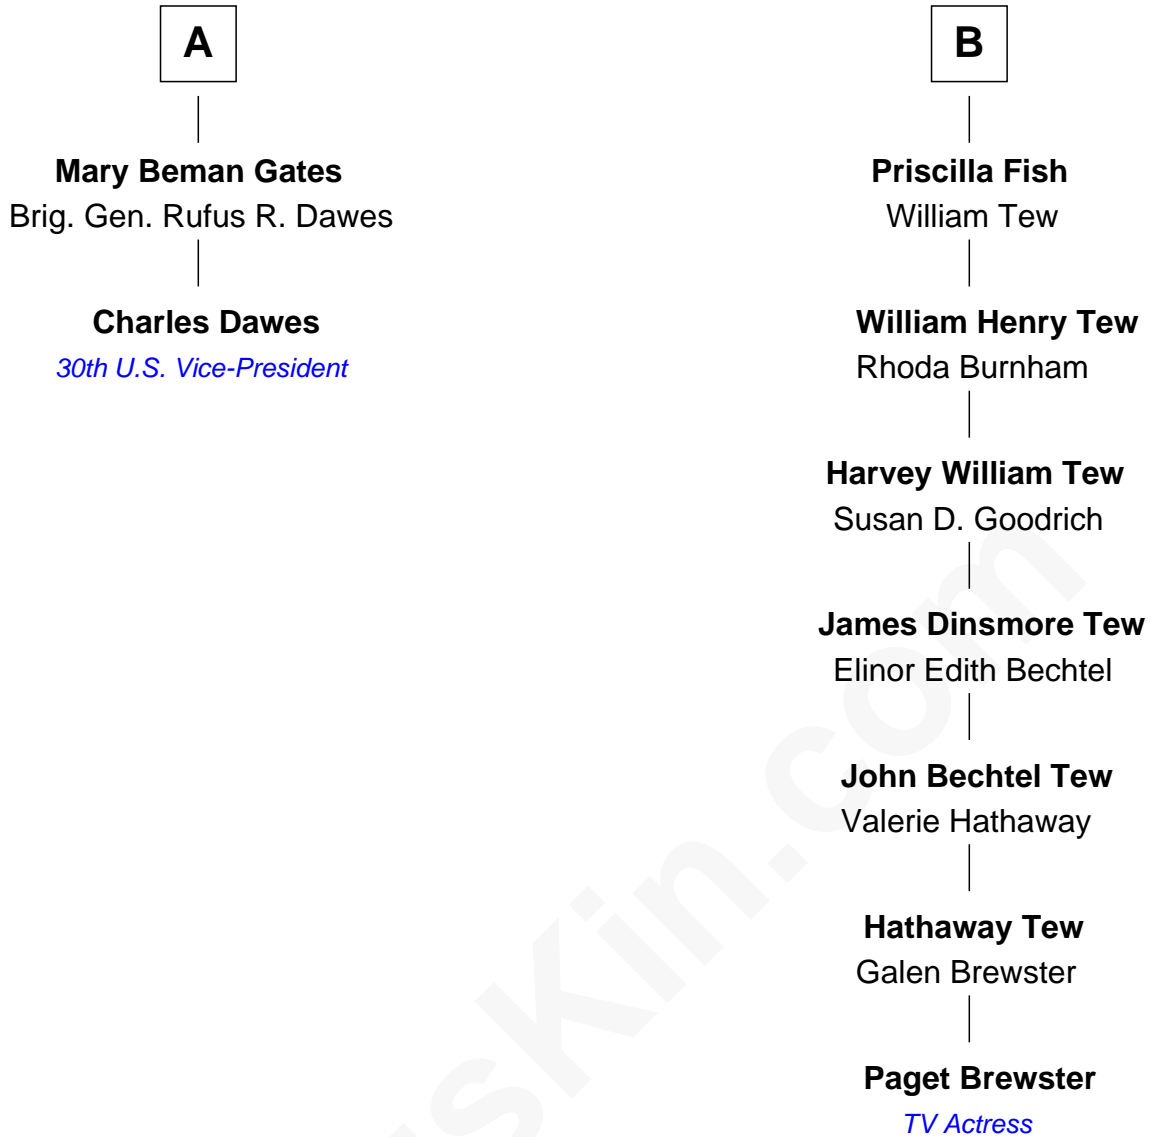 A
Mary Beman Gates
Brig. Gen. Rufus R. Dawes
Charles Dawes
30th U.S. Vice-President
B
Priscilla Fish
William Tew
William Henry Tew
Rhoda Burnham
Harvey William Tew
Susan D. Goodrich
James Dinsmore Tew
Elinor Edith Bechtel
John Bechtel Tew
Valerie Hathaway
Hathaway Tew
Galen Brewster
Paget Brewster
TV Actress
sKin.com